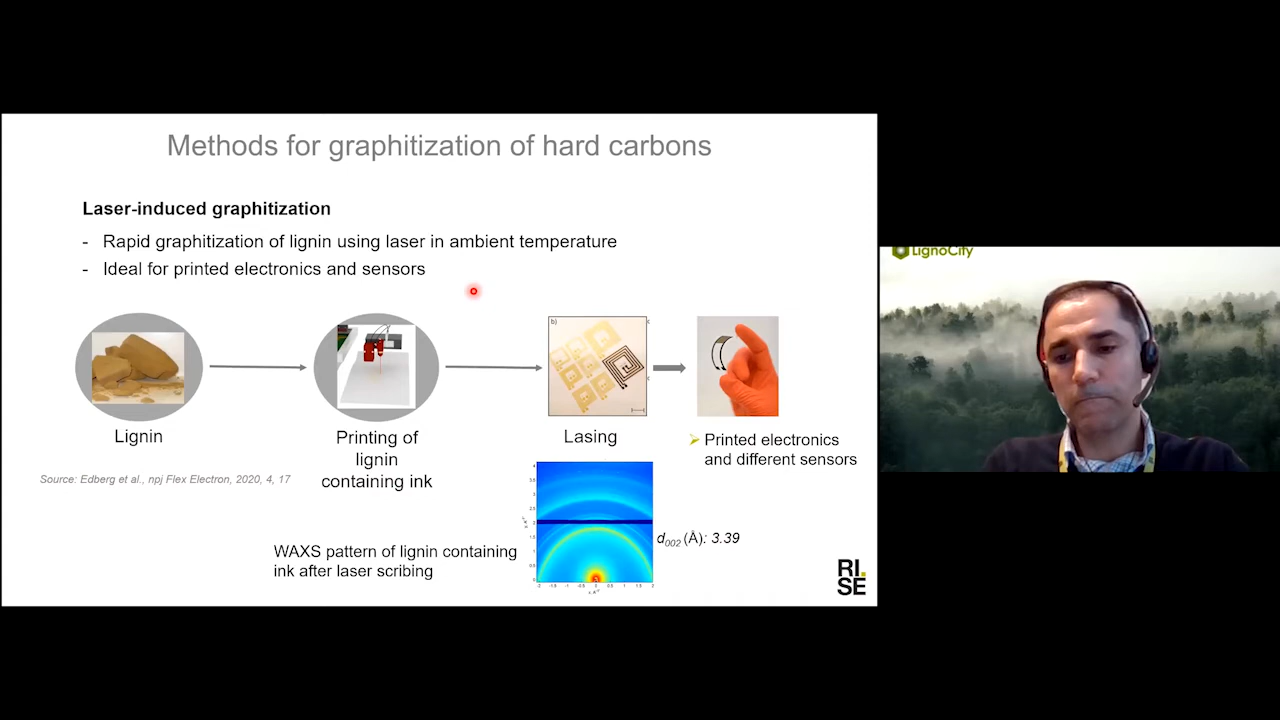 Methods for graphitization of hard carbons
LignoCity
Laser-induced graphitization
- Rapid graphitization of lignin using laser in ambient temperature
- Ideal for printed electronics and sensors
b)
Lignin
Printing of
lignin
containing ink
Lasing
Printed electronics
and different sensors
Source: Edberg et al., npj Flex Electron, 2020, 4, 17
WAXS pattern of lignin containing
ink after laser scribing
d002 (Å): 3.39
RI.
SE